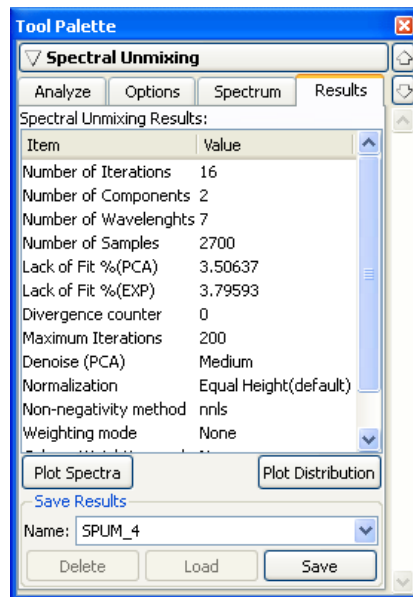 Tool Palette
Spectral Unmixing
Analyze Options Spectrum Results
Spectral Unmixing Results:
Item Value
Number of Iterations 16
Number of Components 2
Number of Wavelenghts 7
Number of Samples 2700
Lack of Fit %(PCA) 3.50637
Lack of Fit %(EXP) 3.79593
Divergence counter 0
Maximum Iterations 200
Denoise (PCA) Medium
Normalization Equal Height(default)
Non-negativity method nnls
Weighting mode None
Plot Spectra Plot Distribution
Save Results
Name: SPUM_4
Delete Load Save